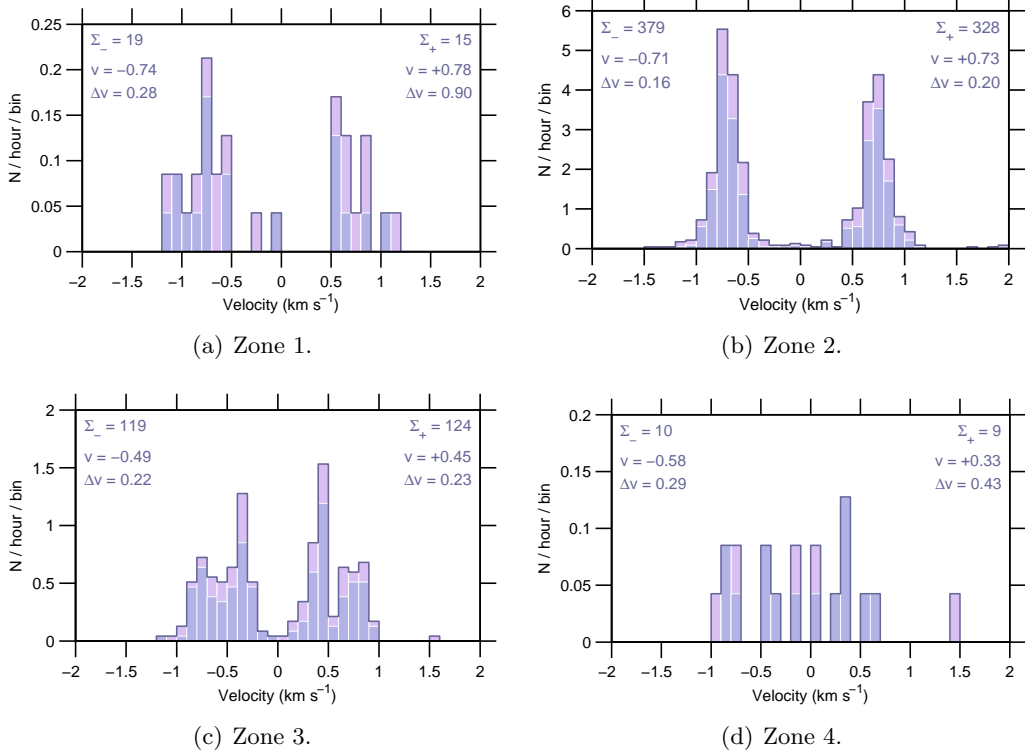 0.25
0.2
0.15
0.1
0.05
0
N / hour / bin
Σ_ = 19
v = −0.74
Δv = 0.28
Σ+ = 15
v = +0.78
Δv = 0.90
−2 −1.5 −1 −0.5 0 0.5 1 1.5 2
Velocity (km s⁻¹)
(a) Zone 1.
6
5
4
3
2
1
0
N / hour / bin
Σ_ = 379
v = −0.71
Δv = 0.16
Σ+ = 328
v = +0.73
Δv = 0.20
−2 −1.5 −1 −0.5 0 0.5 1 1.5 2
Velocity (km s⁻¹)
(b) Zone 2.
2
1.5
1
0.5
0
N / hour / bin
Σ_ = 119
v = −0.49
Δv = 0.22
Σ+ = 124
v = +0.45
Δv = 0.23
−2 −1.5 −1 −0.5 0 0.5 1 1.5 2
Velocity (km s⁻¹)
(c) Zone 3.
0.2
0.15
0.1
0.05
0
N / hour / bin
Σ_ = 10
v = −0.58
Δv = 0.29
Σ+ = 9
v = +0.33
Δv = 0.43
−2 −1.5 −1 −0.5 0 0.5 1 1.5 2
Velocity (km s⁻¹)
(d) Zone 4.